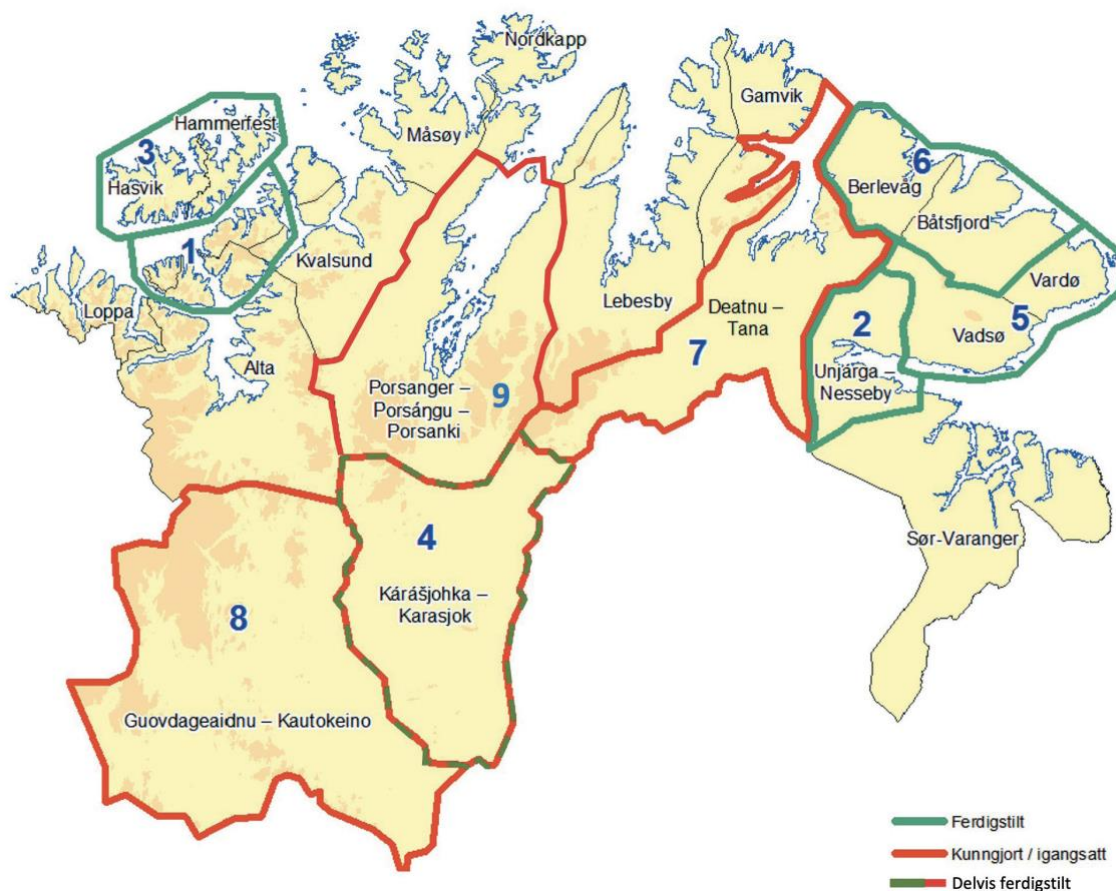 Nordkapp
Gamvik
Hammerfest
3
Måsøy
6
Hasvik
Berlevåg
Båtsfjord
1
Kvalsund
Vardø
Loppa
Lebesby
Deatnu –
Tana
2
5
Vadsø
Alta
7
Unjárga –
Nesseby
Porsanger –
Porsángu –
Porsanki
9
4
Sør-Varanger
Kárášjohka –
Karasjok
8
Guovdageaidnu – Kautokeino
Ferdigstilt
Kunngjort / igangsatt
Delvis ferdigstilt